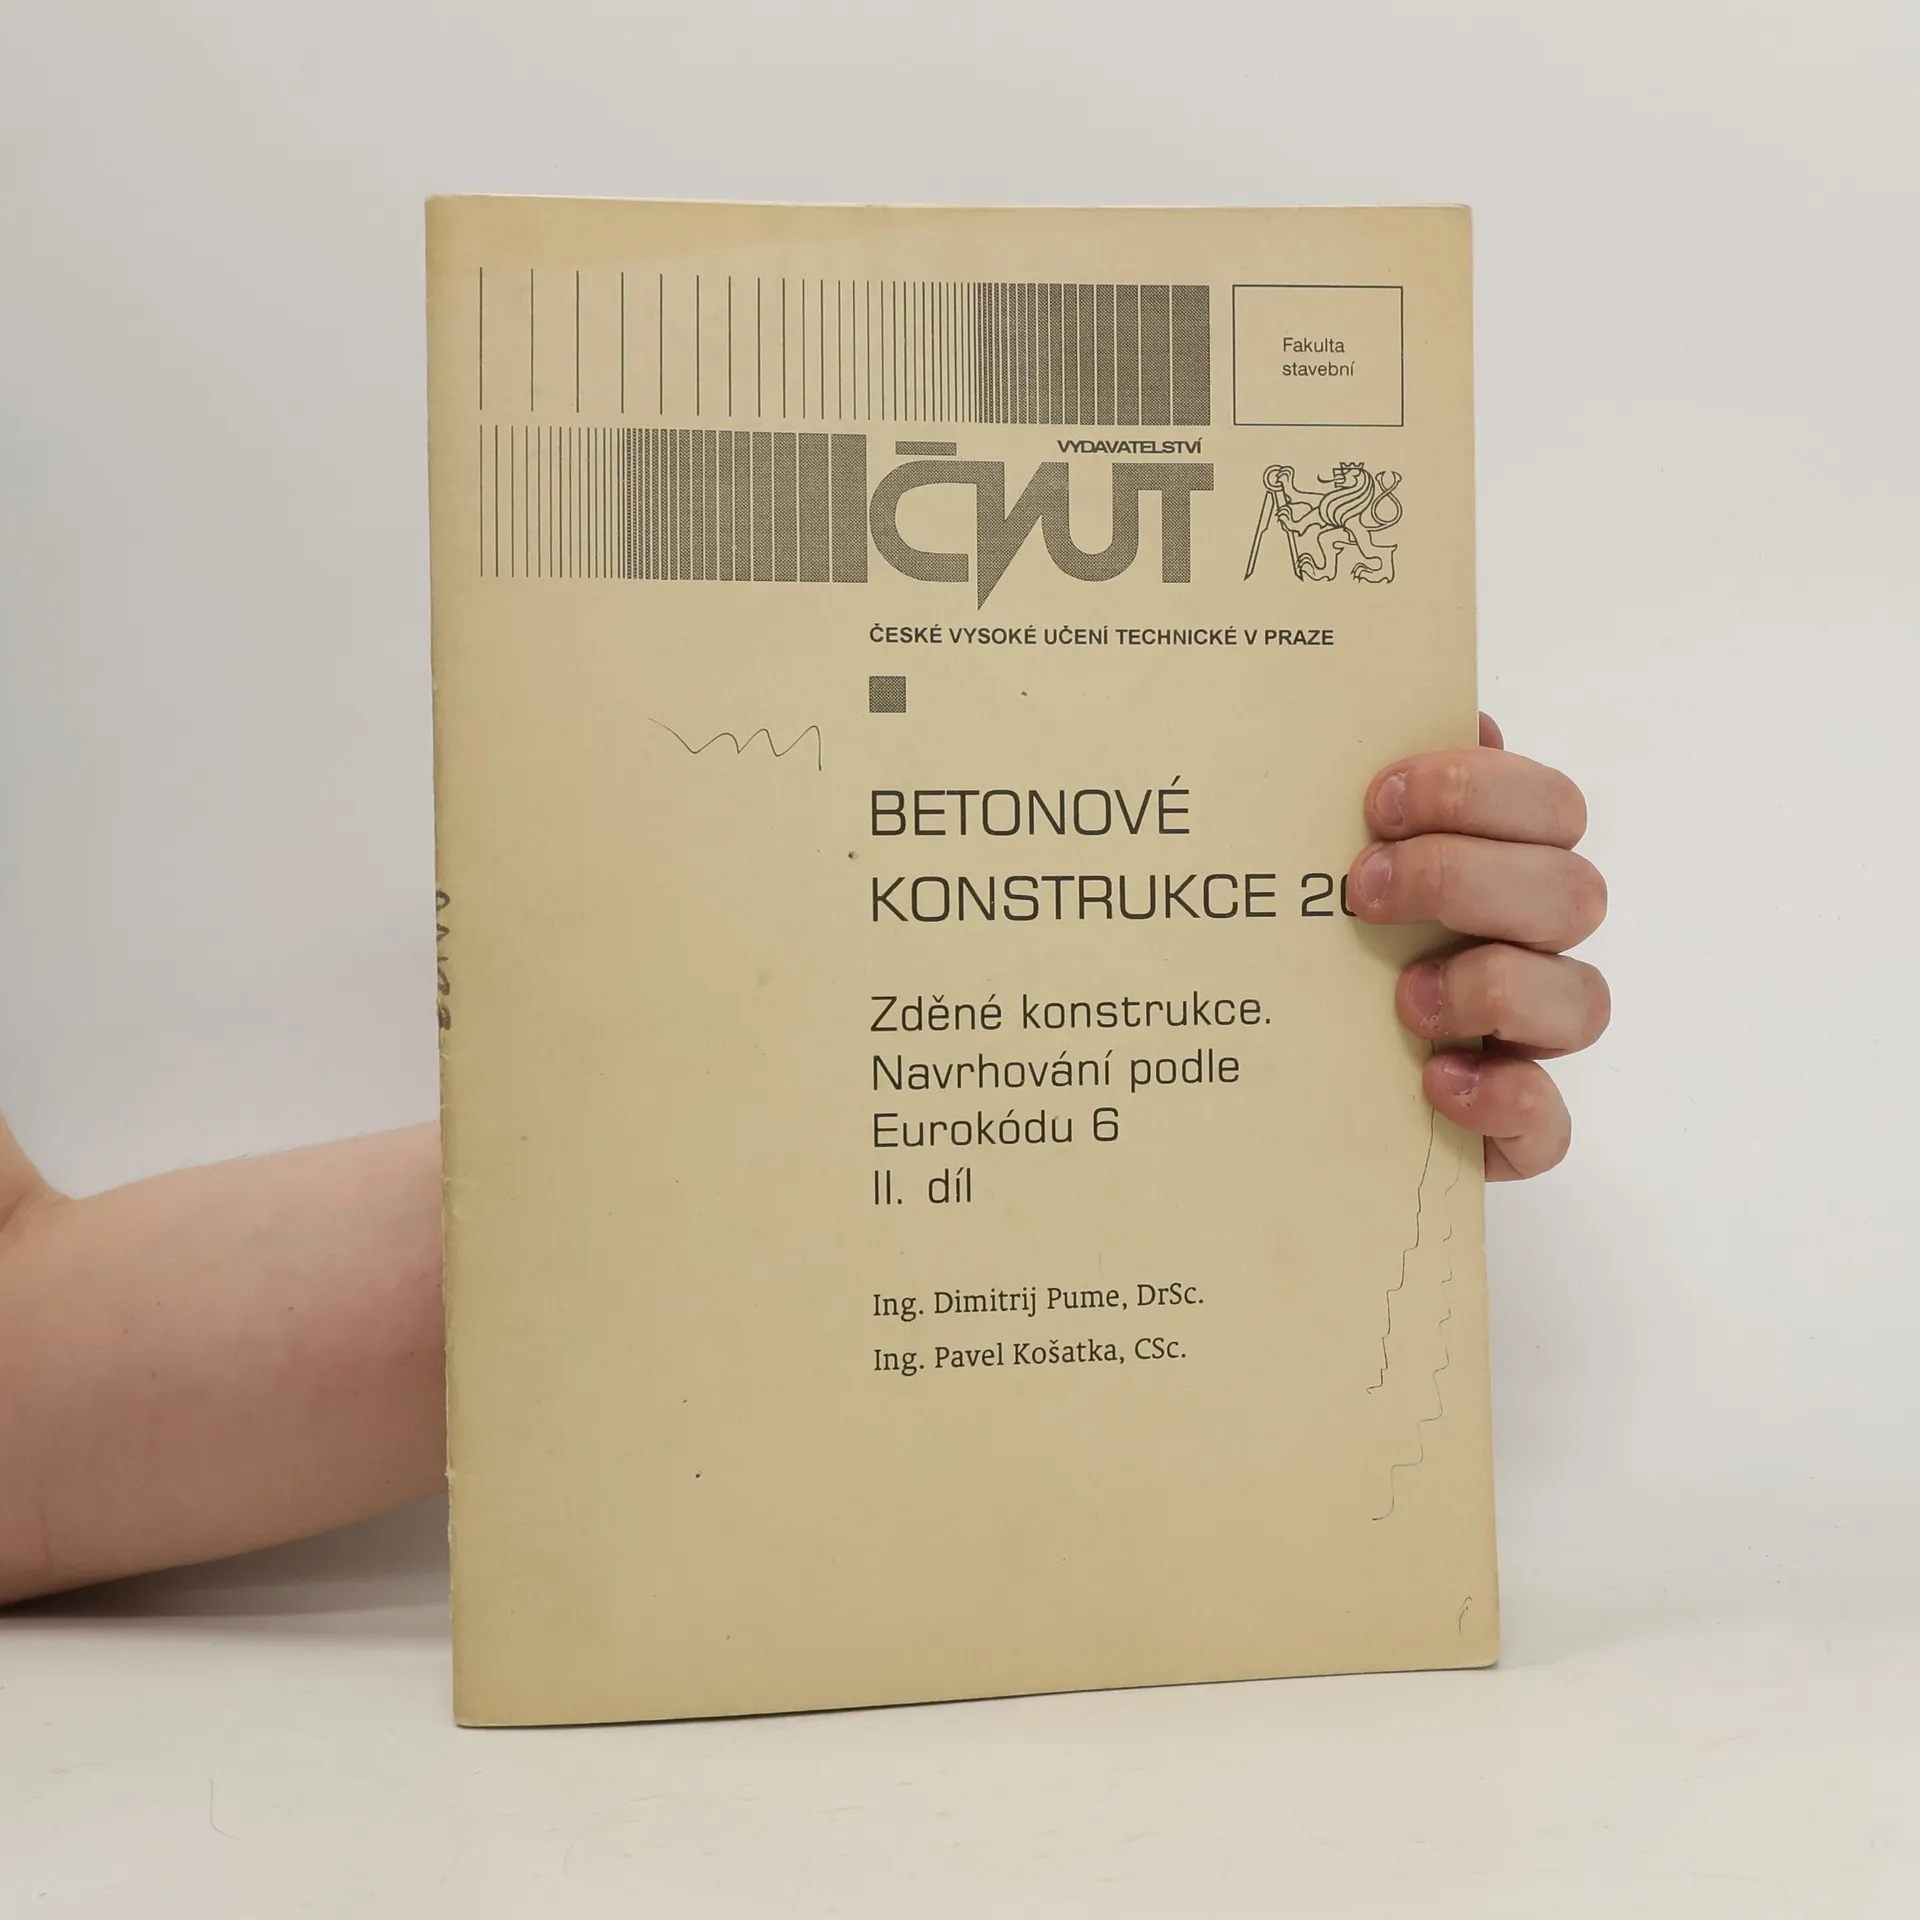 Fakulta
stavební
VYDAVATELSTVÍ
ČVUT
ČESKÉ VYSOKÉ UČENÍ TECHNICKÉ V PRAZE
BETONOVÉ
KONSTRUKCE 20
Zděné konstrukce.
Navrhování podle
Eurokódu 6
II. díl
Ing. Dimitrij Pume, DrSc.
Ing. Pavel Košatka, CSc.